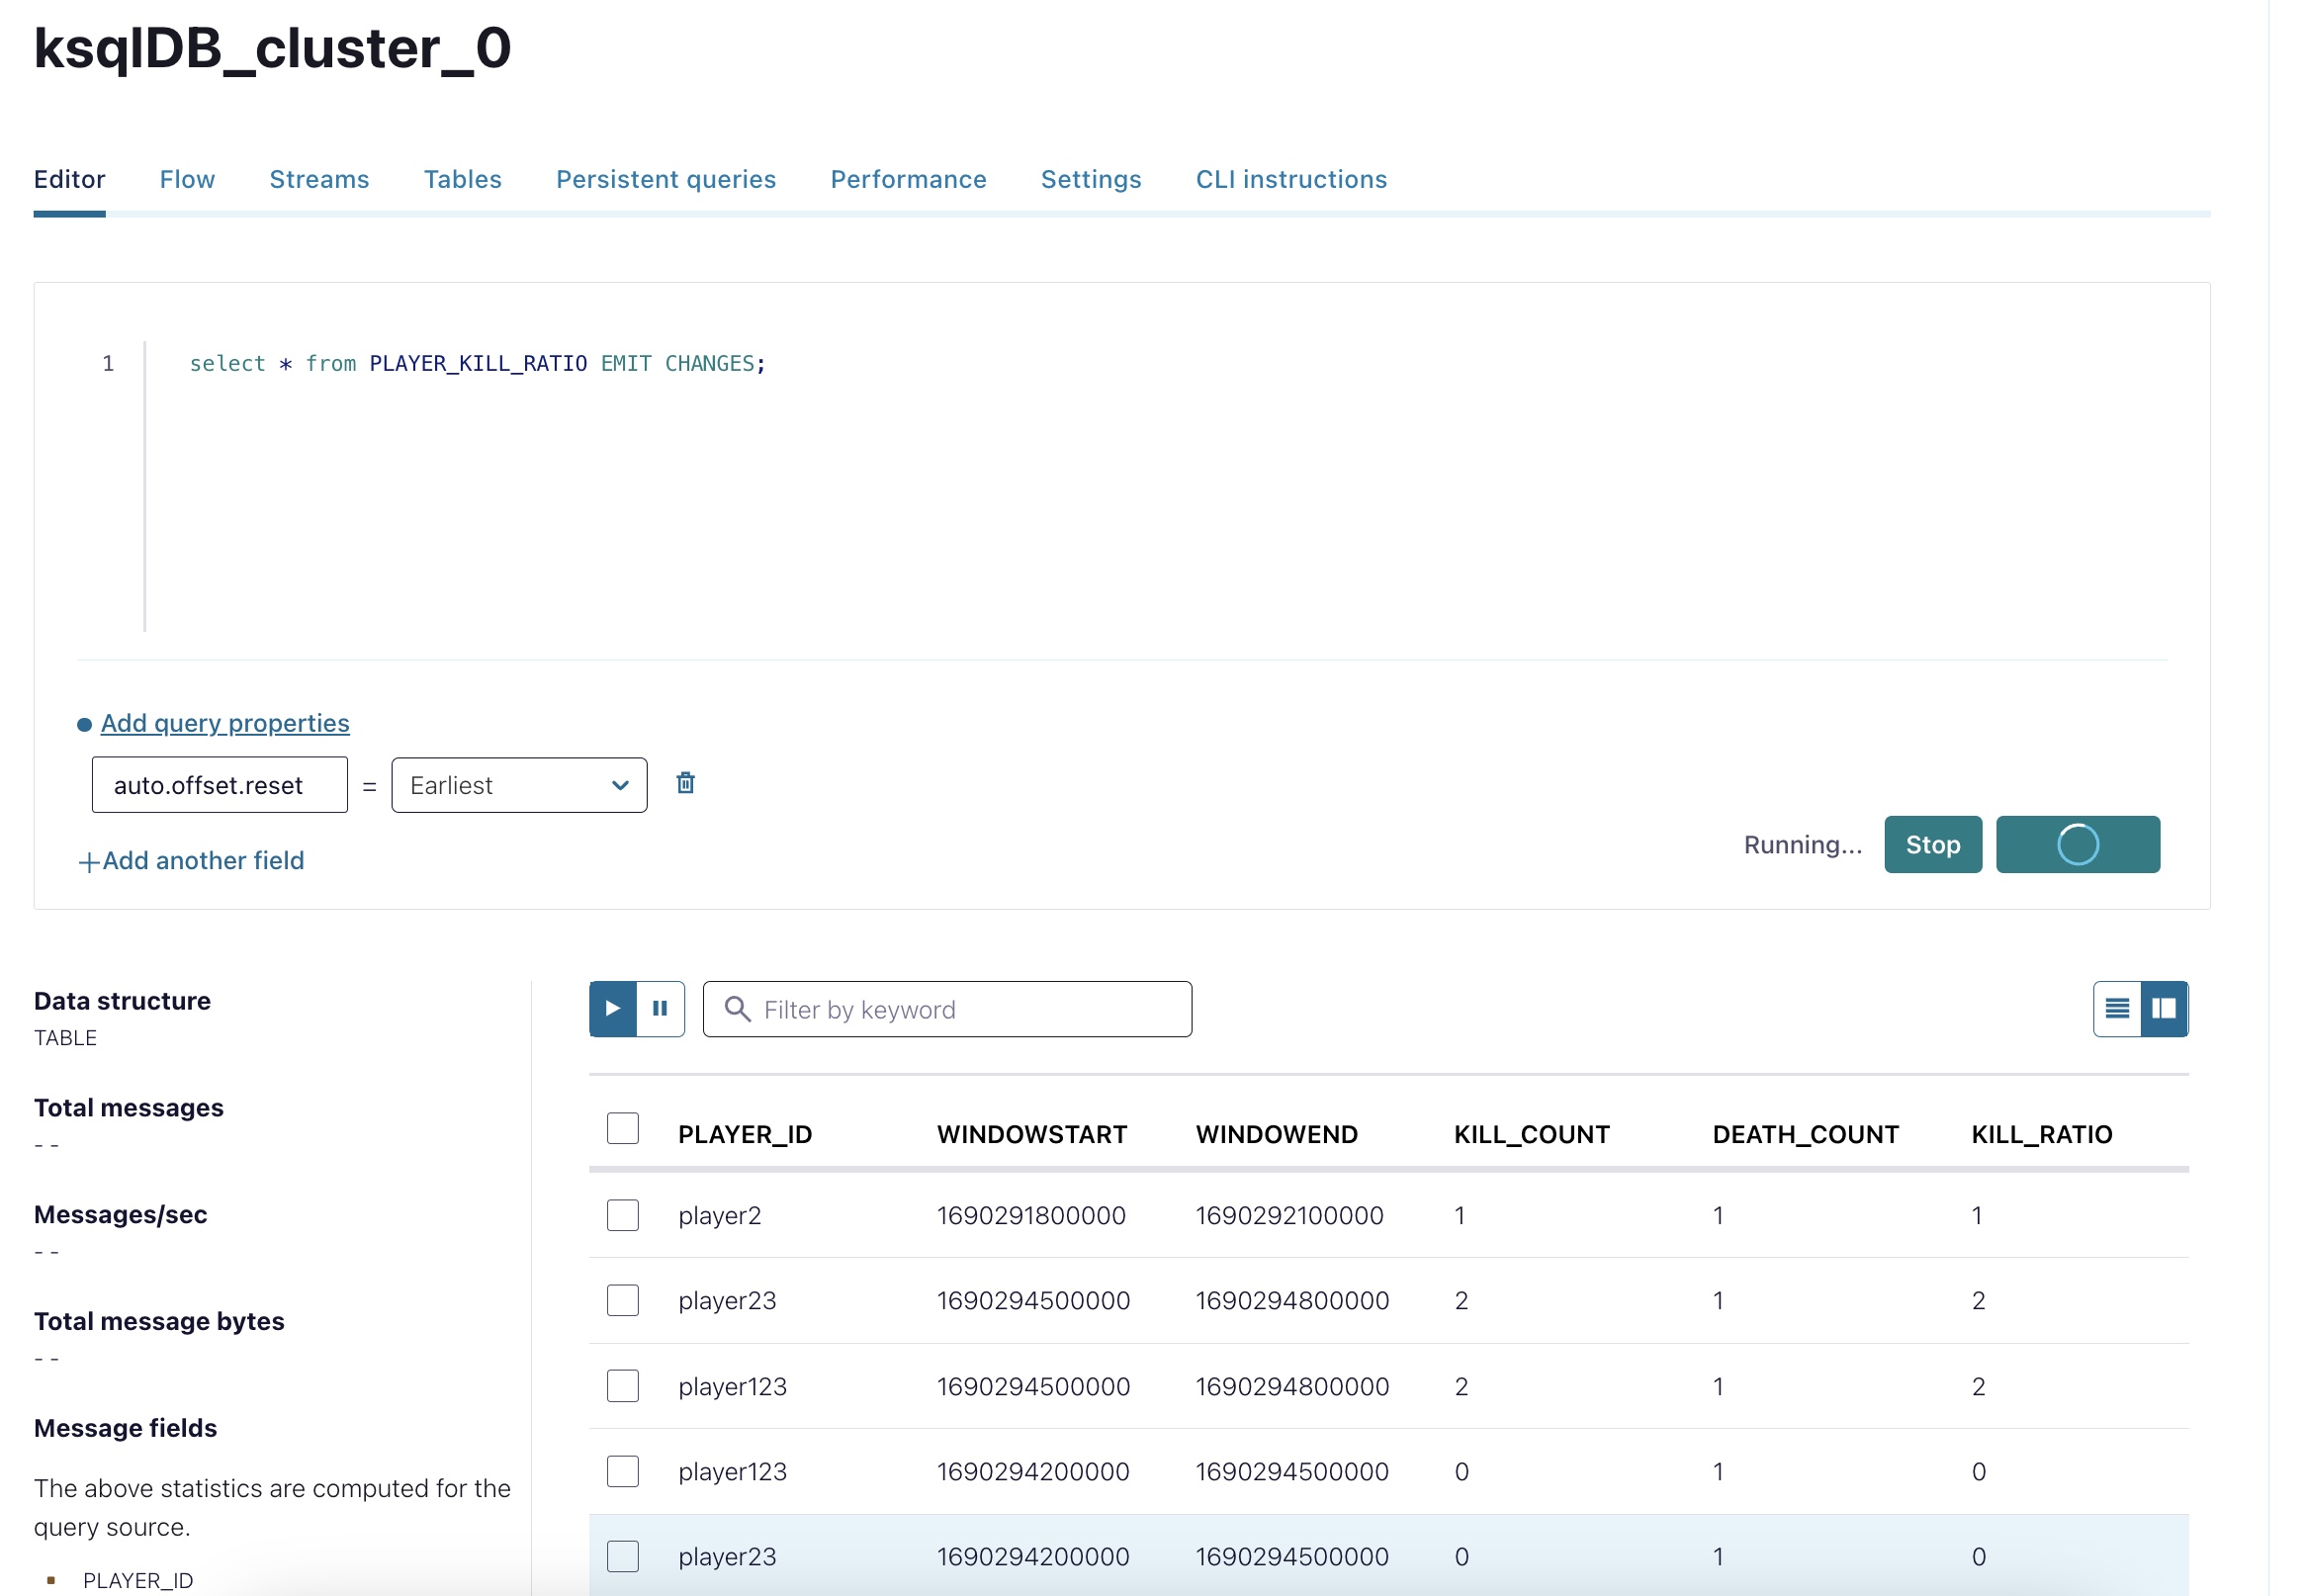 ksqlDB_cluster_0
Editor Flow Streams Tables Persistent queries Performance Settings CLI instructions
1 select * from PLAYER_KILL_RATIO EMIT CHANGES;
Add query properties
auto.offset.reset = Earliest
+Add another field
Running... Stop
Data structure
TABLE
Total messages
- -
Messages/sec
- -
Total message bytes
- -
Message fields
The above statistics are computed for the
query source.
PLAYER_ID
Filter by keyword
PLAYER_ID WINDOWSTART WINDOWEND KILL_COUNT DEATH_COUNT KILL_RATIO
player2 1690291800000 1690292100000 1 1 1
player23 1690294500000 1690294800000 2 1 2
player123 1690294500000 1690294800000 2 1 2
player123 1690294200000 1690294500000 0 1 0
player23 1690294200000 1690294500000 0 1 0